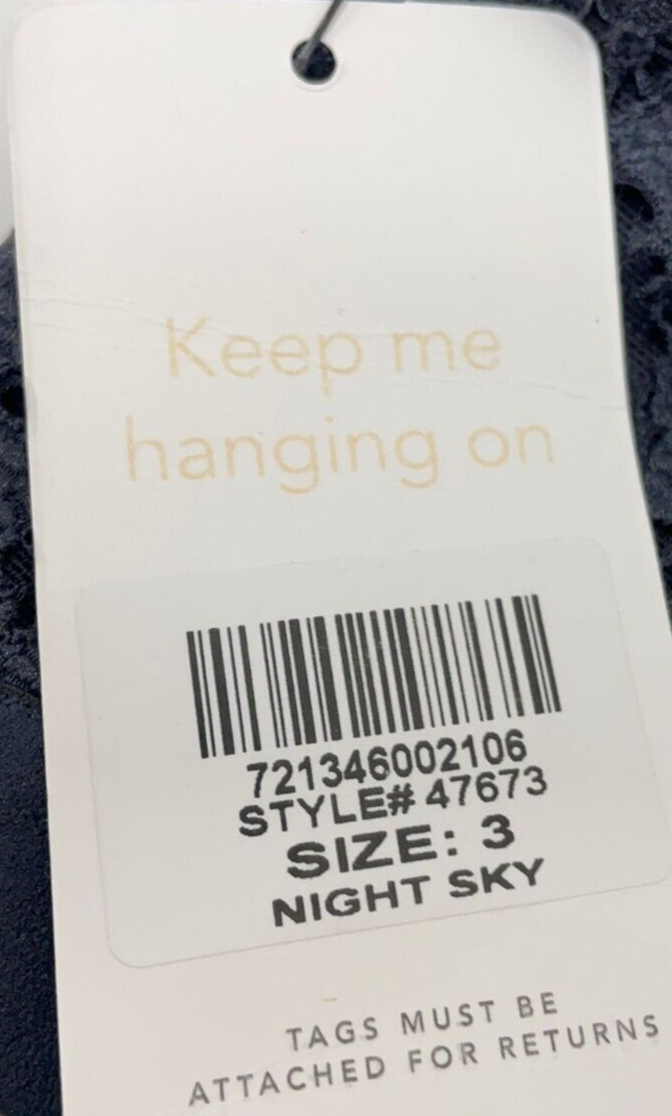 Keep me
hanging on
721346002106
STYLE# 47673
SIZE: 3
NIGHT SKY
TAGS MUST BE
ATTACHED FOR RETURNS